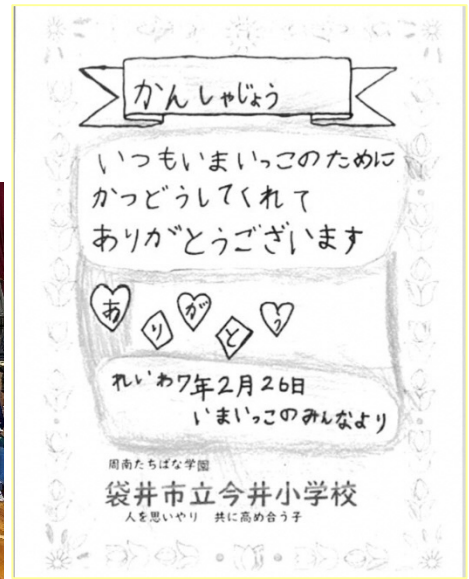 かんしゃじょう
いつもいまいっこのために
かつどうしてくれて
ありがとうございます
ありがとう
れいわ7年2月26日
いまいっこのみんなより
周南たちばな学園
袋井市立今井小学校
人を思いやり　共に高め合う子